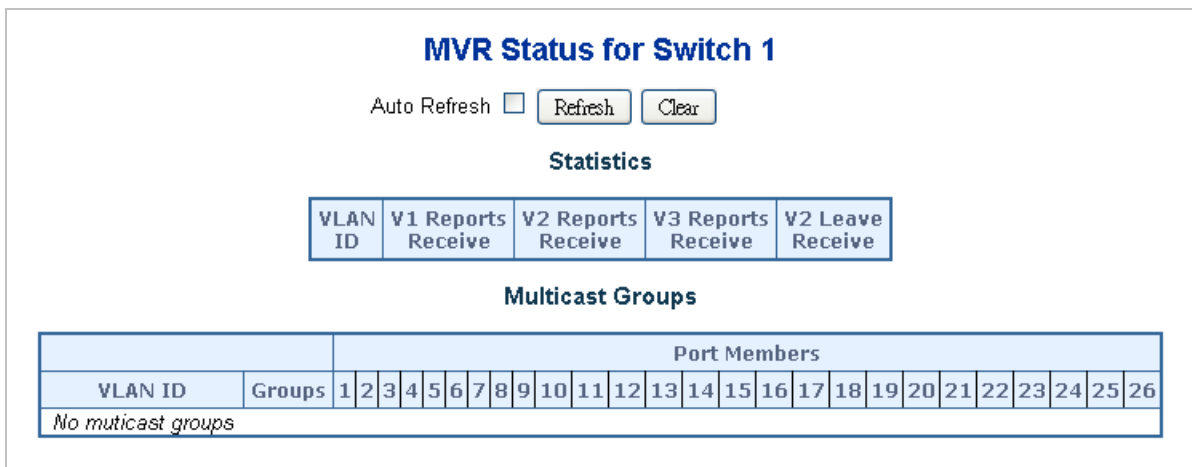 MVR Status for Switch 1
Auto Refresh Refresh Clear
Statistics
VLAN ID V1 Reports Receive V2 Reports Receive V3 Reports Receive V2 Leave Receive
Multicast Groups
Port Members
VLAN ID Groups 1 2 3 4 5 6 7 8 9 10 11 12 13 14 15 16 17 18 19 20 21 22 23 24 25 26
No muticast groups